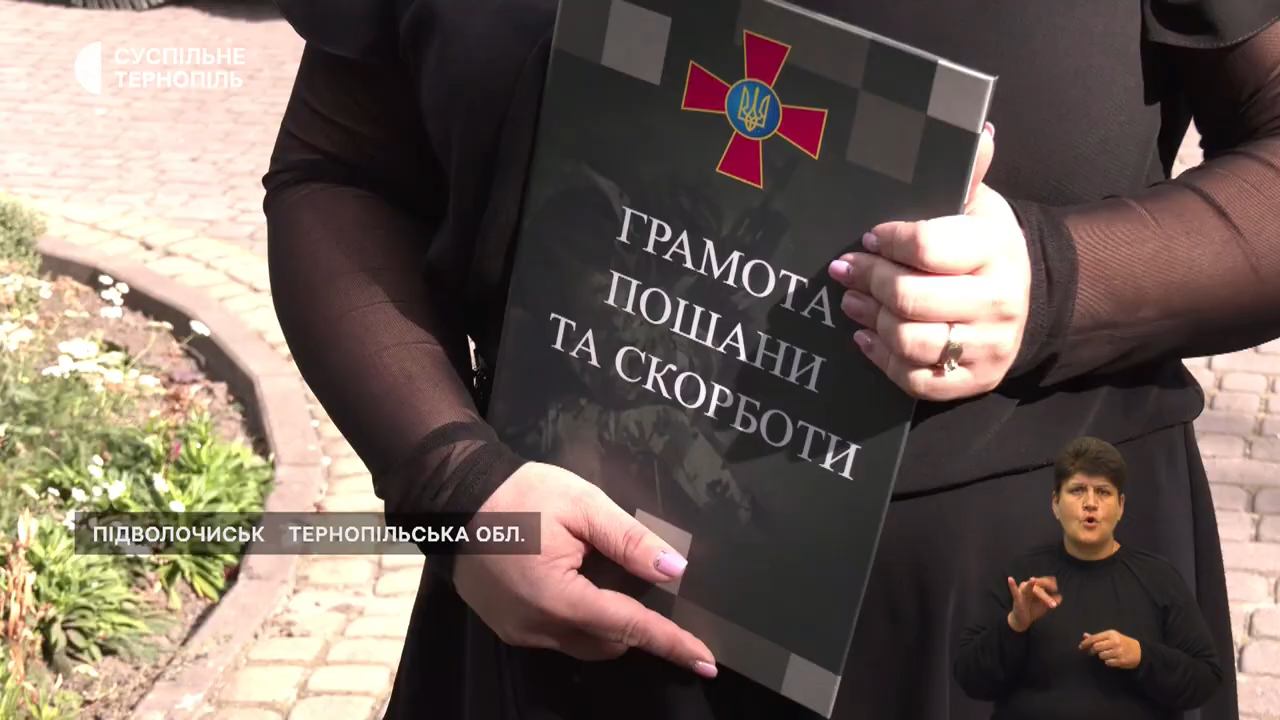 СУСПІЛЬНЕ
ТЕРНОПІЛЬ
ГРАМОТА
ПОШАНИ
ТА СКОРБОТИ
ПІДВОЛОЧИСЬК ТЕРНОПІЛЬСЬКА ОБЛ.